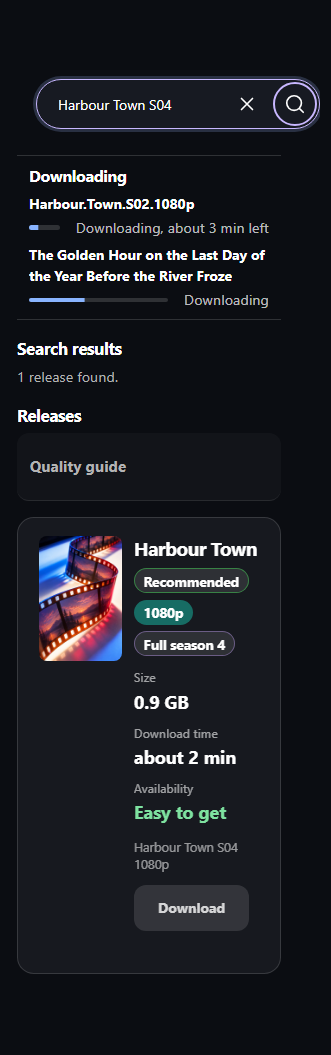 Harbour Town S04
Downloading
Harbour.Town.S02.1080p
Downloading, about 3 min left
The Golden Hour on the Last Day of
the Year Before the River Froze
Downloading
Search results
1 release found.
Releases
Quality guide
Harbour Town
Recommended
1080p
Full season 4
Size
0.9 GB
Download time
about 2 min
Availability
Easy to get
Harbour Town S04
1080p
Download